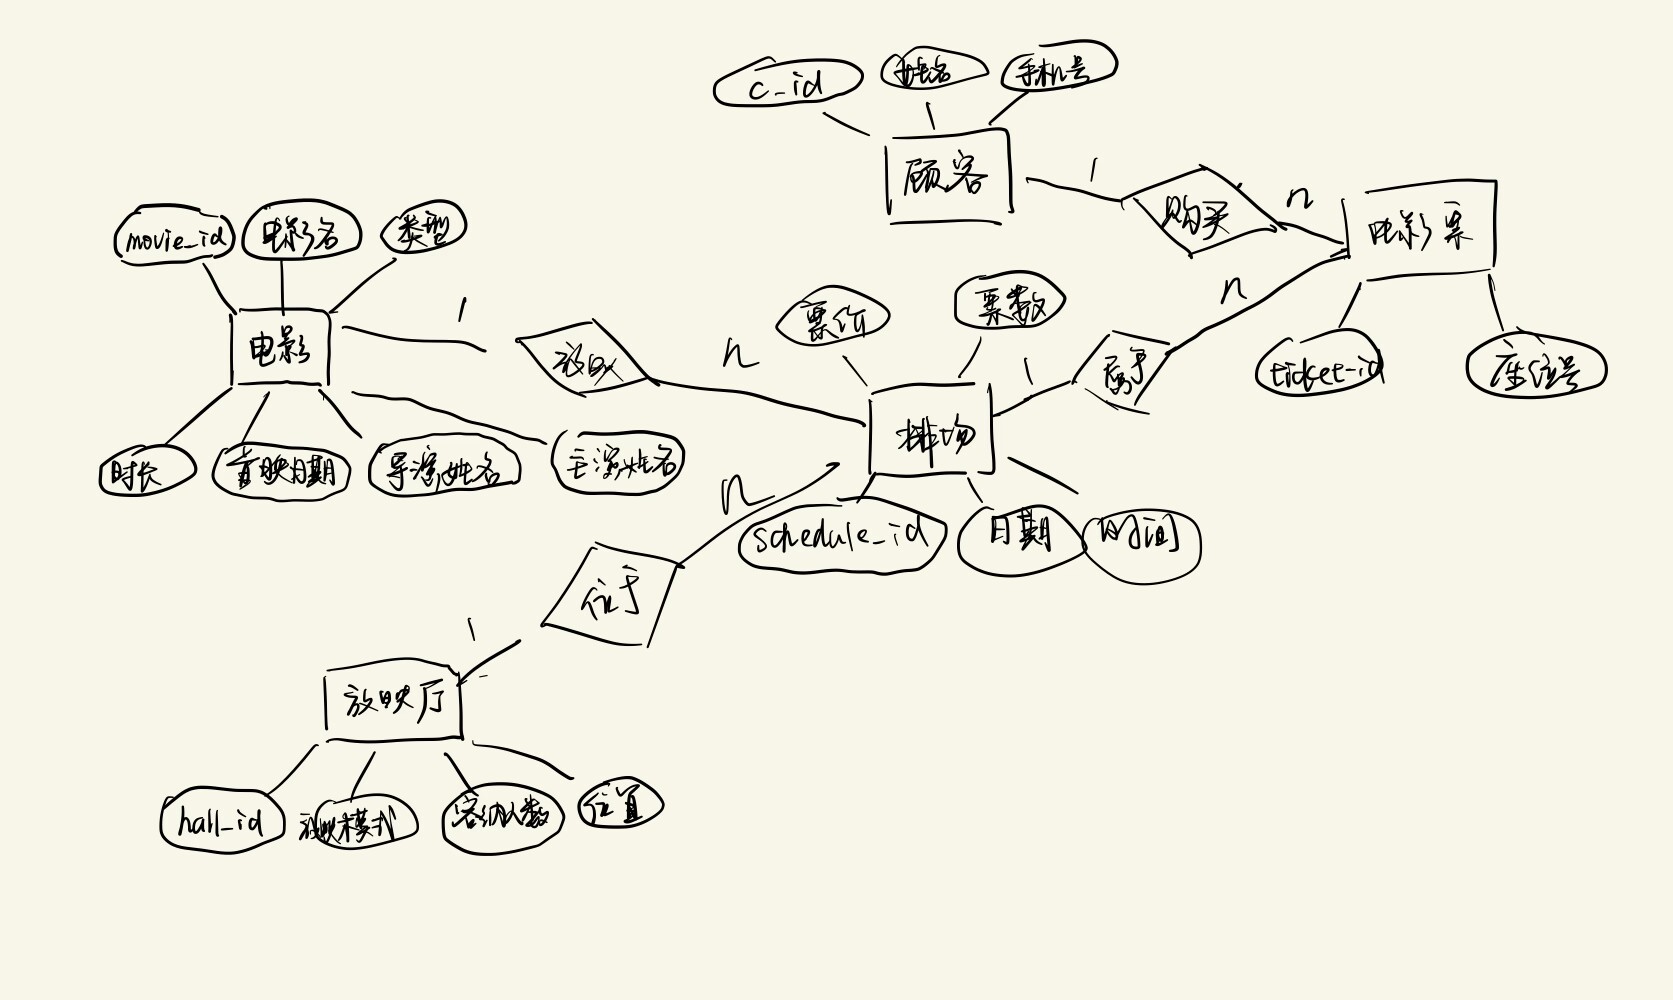 c_id
姓名
手机号
顾客
1
购买
n
电影票
movie_id
电影名
类型
电影
1
放映
n
票价
票数
1
属于
n
ticket-id
座位号
排场
时长
首映日期
导演姓名
主演姓名
n
schedule_id
日期
时间
位于
1
放映厅
hall_id
放映模式
容纳人数
位置